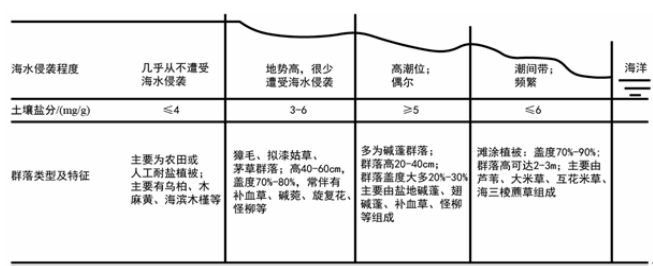 海水侵袭程度
几乎从不遭受
海水侵袭
地势高，很少
遭受海水侵袭
高潮位；
偶尔
潮间带；
频繁
海洋
土壤盐分/(mg/g)
≤4
3-6
≥5
≤6
群落类型及特征
主要为农田或
人工耐盐植被；
主要有乌桕、木
麻黄、海滨木槿等
獐毛、拟漆姑草、
茅草群落；高40-60cm，
盖度70%-80%，常伴有
补血草、碱菀、旋复花、
怪柳等
多为碱蓬群落；
群落高20-40cm；
群落盖度大多20%-30%
主要由盐地碱蓬、翅
碱蓬、补血草、怪柳
等组成
滩涂植被：盖度70%-90%；
群落高可达2-3m；主要由
芦苇、大米草、互花米草、
海三棱藨草组成